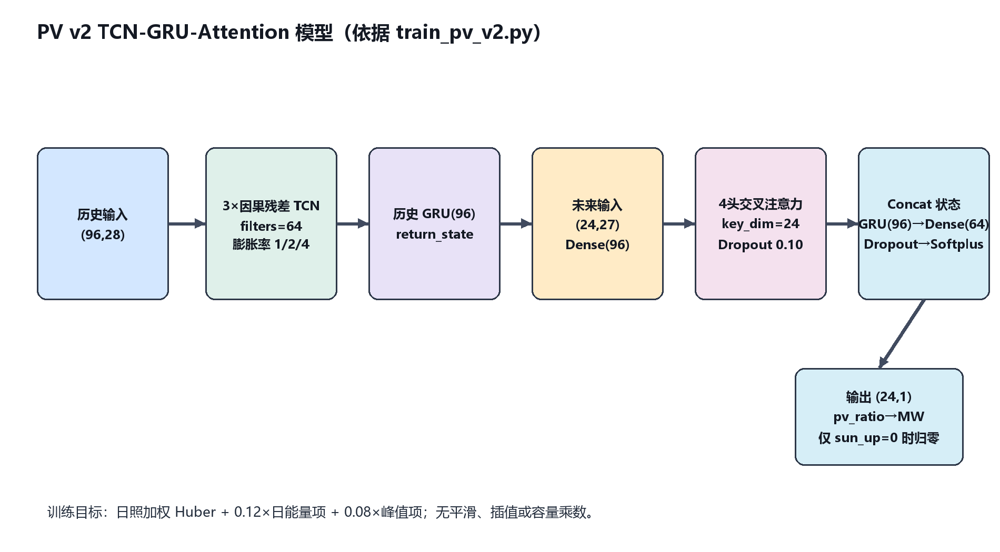 PV v2 TCN-GRU-Attention 模型（依据 train_pv_v2.py）
历史输入
(96,28)
3×因果残差 TCN
filters=64
膨胀率 1/2/4
历史 GRU(96)
return_state
未来输入
(24,27)
Dense(96)
4头交叉注意力
key_dim=24
Dropout 0.10
Concat 状态
GRU(96)→Dense(64)
Dropout→Softplus
输出 (24,1)
pv_ratio→MW
仅 sun_up=0 时归零
训练目标：日照加权 Huber + 0.12×日能量项 + 0.08×峰值项；无平滑、插值或容量乘数。